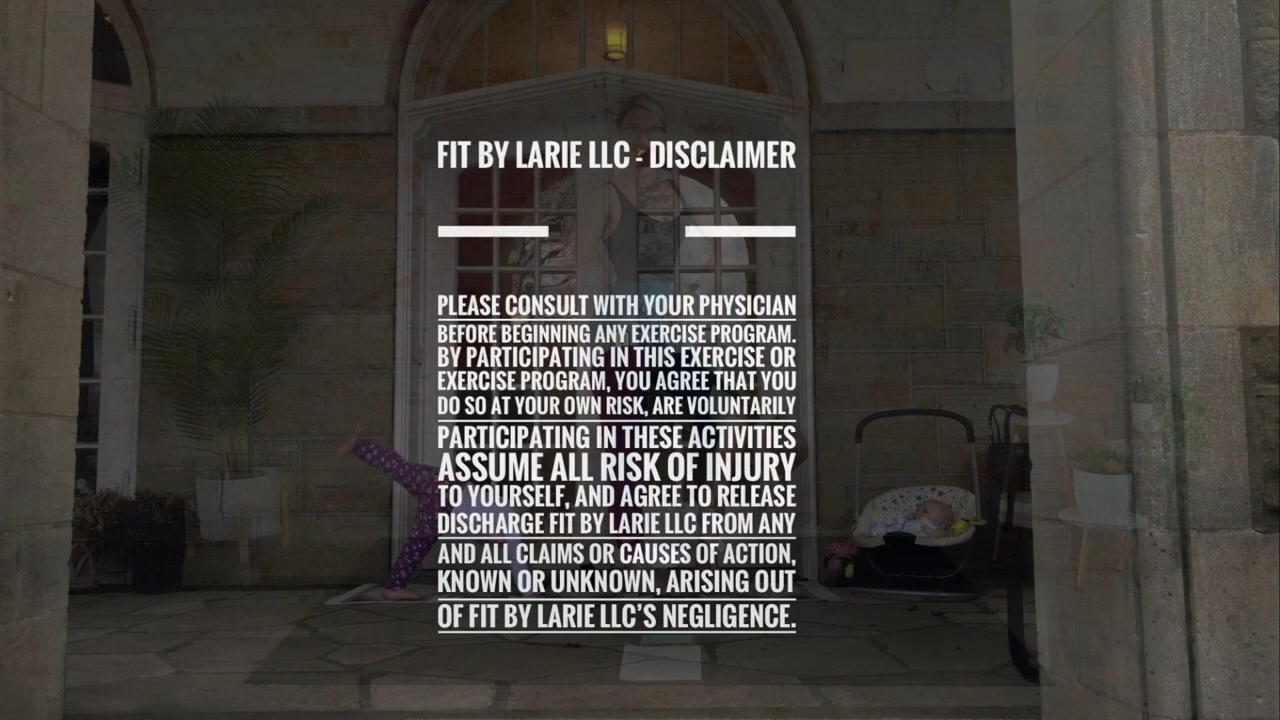 FIT BY LARIE LLC - DISCLAIMER
PLEASE CONSULT WITH YOUR PHYSICIAN
BEFORE BEGINNING ANY EXERCISE PROGRAM.
BY PARTICIPATING IN THIS EXERCISE OR
EXERCISE PROGRAM, YOU AGREE THAT YOU
DO SO AT YOUR OWN RISK, ARE VOLUNTARILY
PARTICIPATING IN THESE ACTIVITIES
ASSUME ALL RISK OF INJURY
TO YOURSELF, AND AGREE TO RELEASE
DISCHARGE FIT BY LARIE LLC FROM ANY
AND ALL CLAIMS OR CAUSES OF ACTION,
KNOWN OR UNKNOWN, ARISING OUT
OF FIT BY LARIE LLC'S NEGLIGENCE.